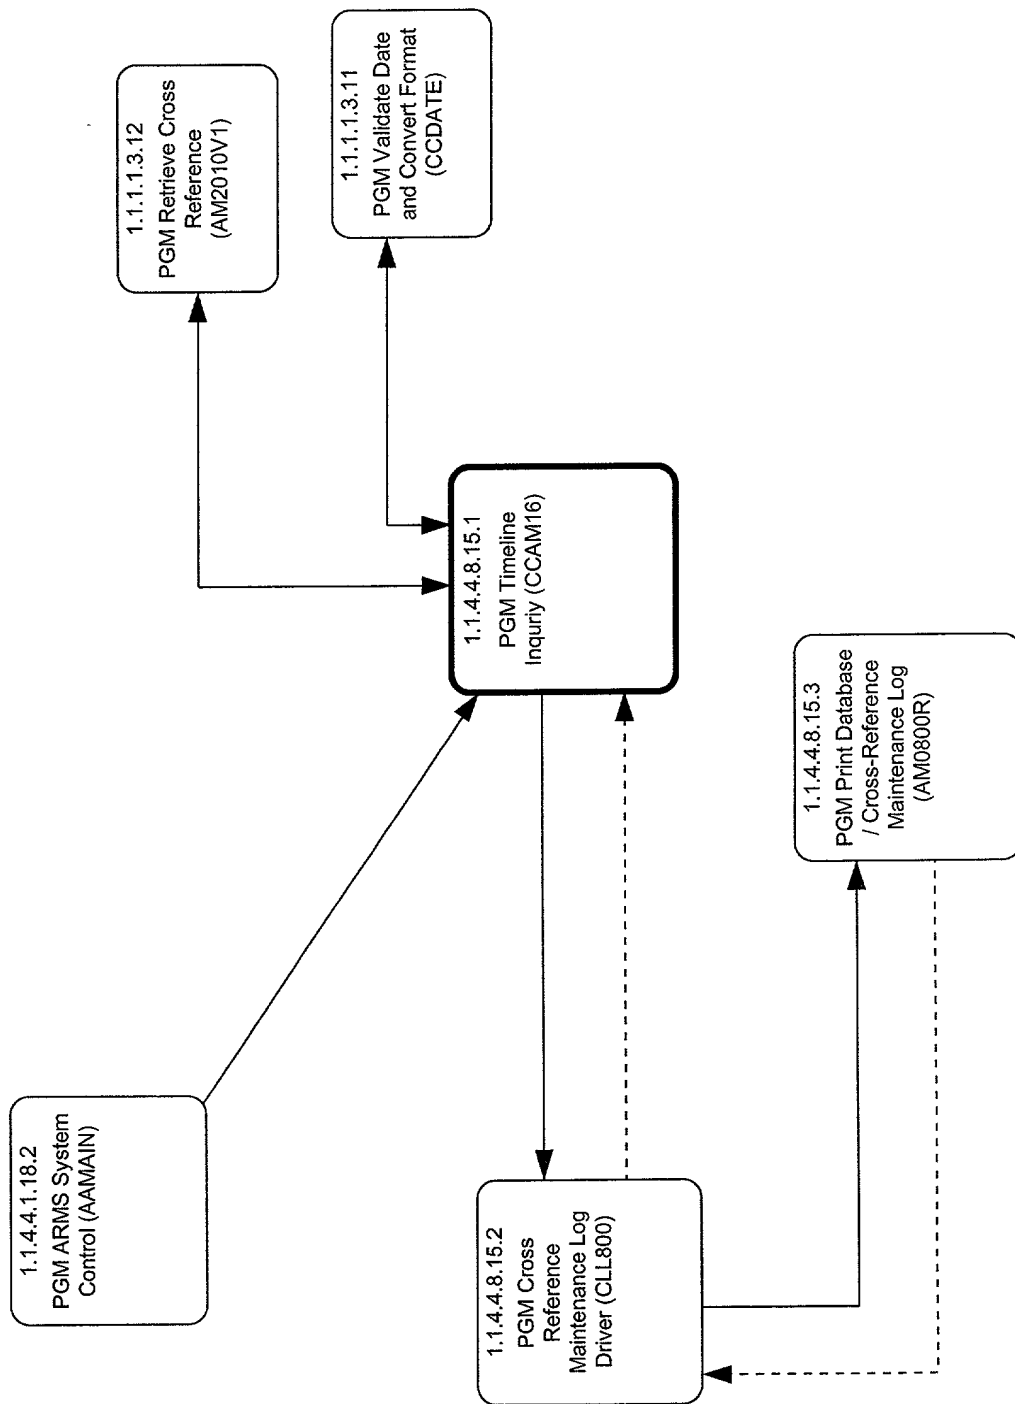 1.1.4.4.1.18.2
PGM ARMS System
Control (AAMAIN)
1.1.1.1.3.12
PGM Retrieve Cross
Reference
(AM2010V1)
1.1.1.1.3.11
PGM Validate Date
and Convert Format
(CCDATE)
1.1.4.4.8.15.1
PGM Timeline
Inquriy (CCAM16)
1.1.4.4.8.15.2
PGM Cross
Reference
Maintenance Log
Driver (CLL800)
1.1.4.4.8.15.3
PGM Print Database
/ Cross-Reference
Maintenance Log
(AM0800R)